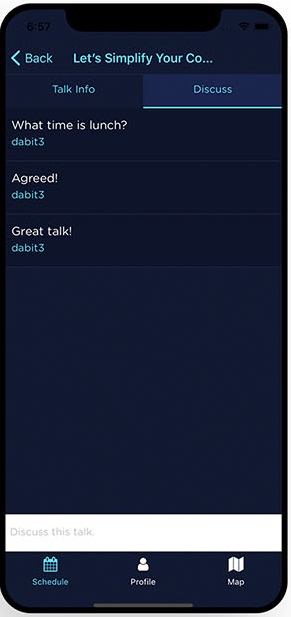 6:57
Back
Let's Simplify Your Co...
Talk Info
Discuss
What time is lunch?
dabit3
Agreed!
dabit3
Great talk!
dabit3
Discuss this talk.
Schedule
Profile
Map